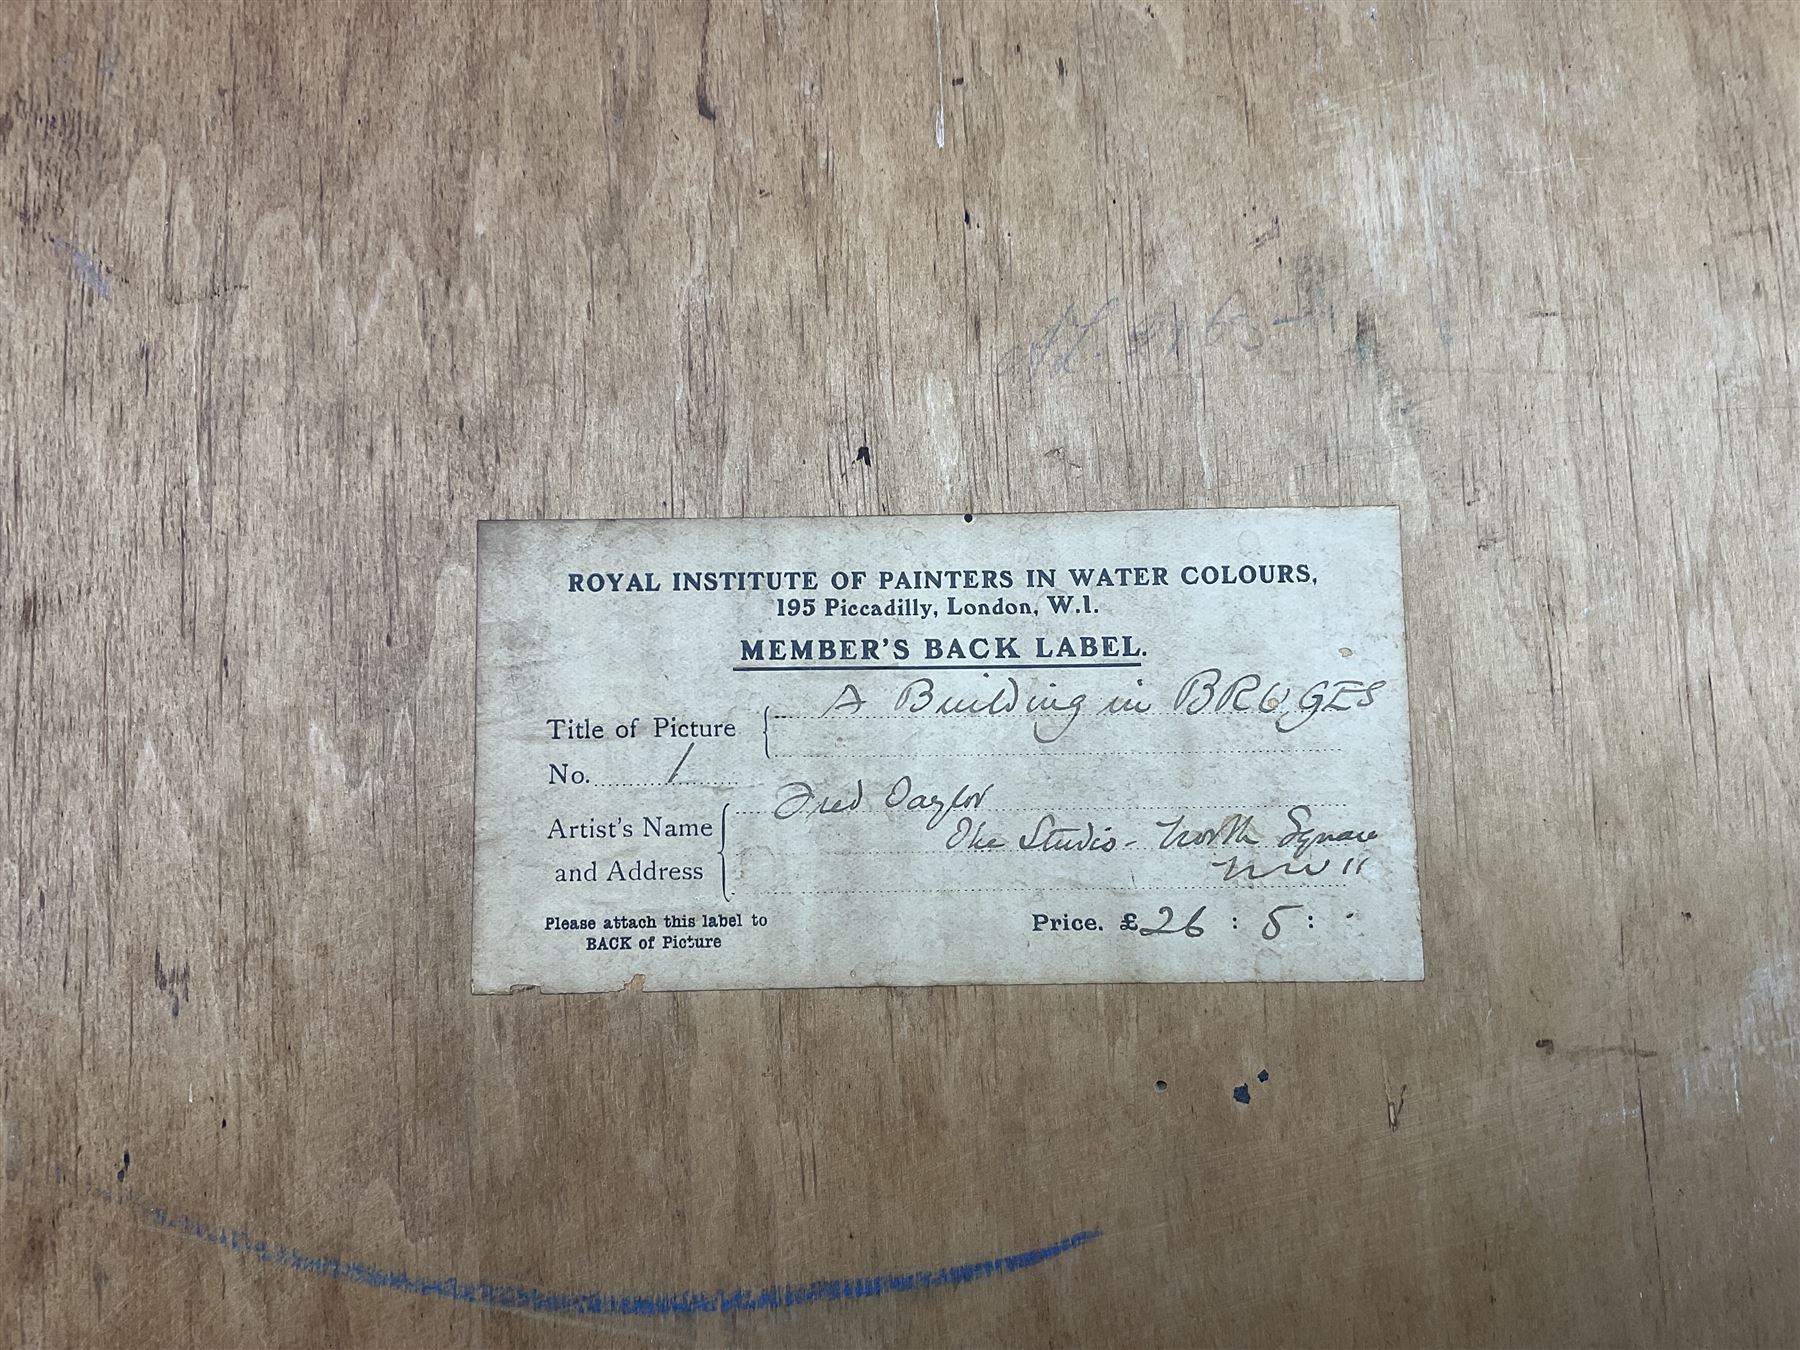 ROYAL INSTITUTE OF PAINTERS IN WATER COLOURS,
195 Piccadilly, London, W.1.
MEMBER'S BACK LABEL.
Title of Picture { A Building in BRUGES
No. 1
Artist's Name and Address { Fred Taylor
The Studio - North Square
NW 11
Please attach this label to
BACK of Picture
Price. £26 : 5 : -